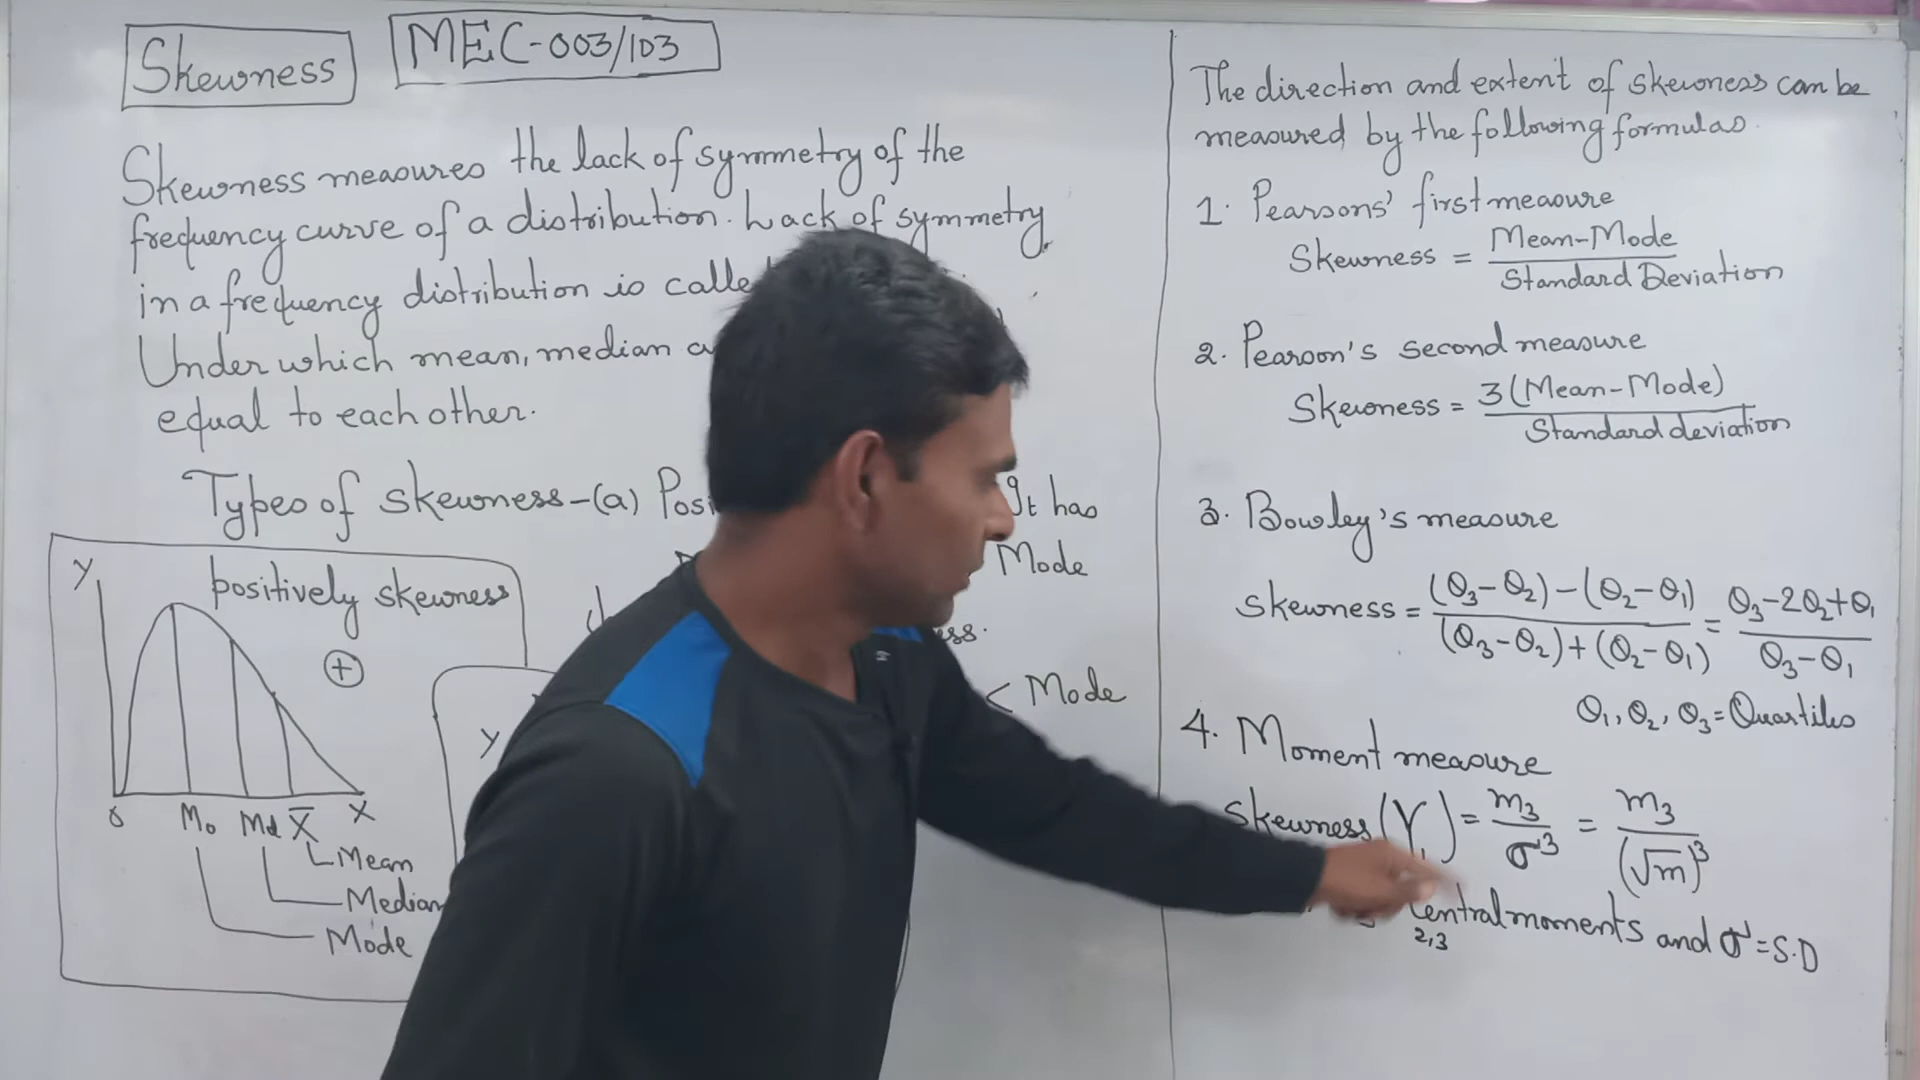 Skewness
MEC-003/103
Skewness measures the lack of symmetry of the
frequency curve of a distribution. Lack of symmetry
in a frequency distribution is calle
Under which mean, median a
equal to each other.
Types of skewness-(a) Posi It has
Mode
ess.
< Mode
y
positively skewness
+
0 Mo Md X̅ X
Mean
Median
Mode
y
The direction and extent of skewness can be
measured by the following formulas.
1. Pearsons' first measure
Skewness = Mean-Mode / Standard Deviation
2. Pearson's second measure
Skewness = 3(Mean-Mode) / Standard deviation
3. Bowley's measure
Skewness = (Q₃-Q₂)-(Q₂-Q₁) / (Q₃-Q₂)+(Q₂-Q₁) = Q₃-2Q₂+Q₁ / Q₃-Q₁
Q₁, Q₂, Q₃ = Quartiles
4. Moment measure
Skewness (γ₁) = m₃ / σ³ = m₃ / (√m)³
Central moments and σ = S.D
2,3